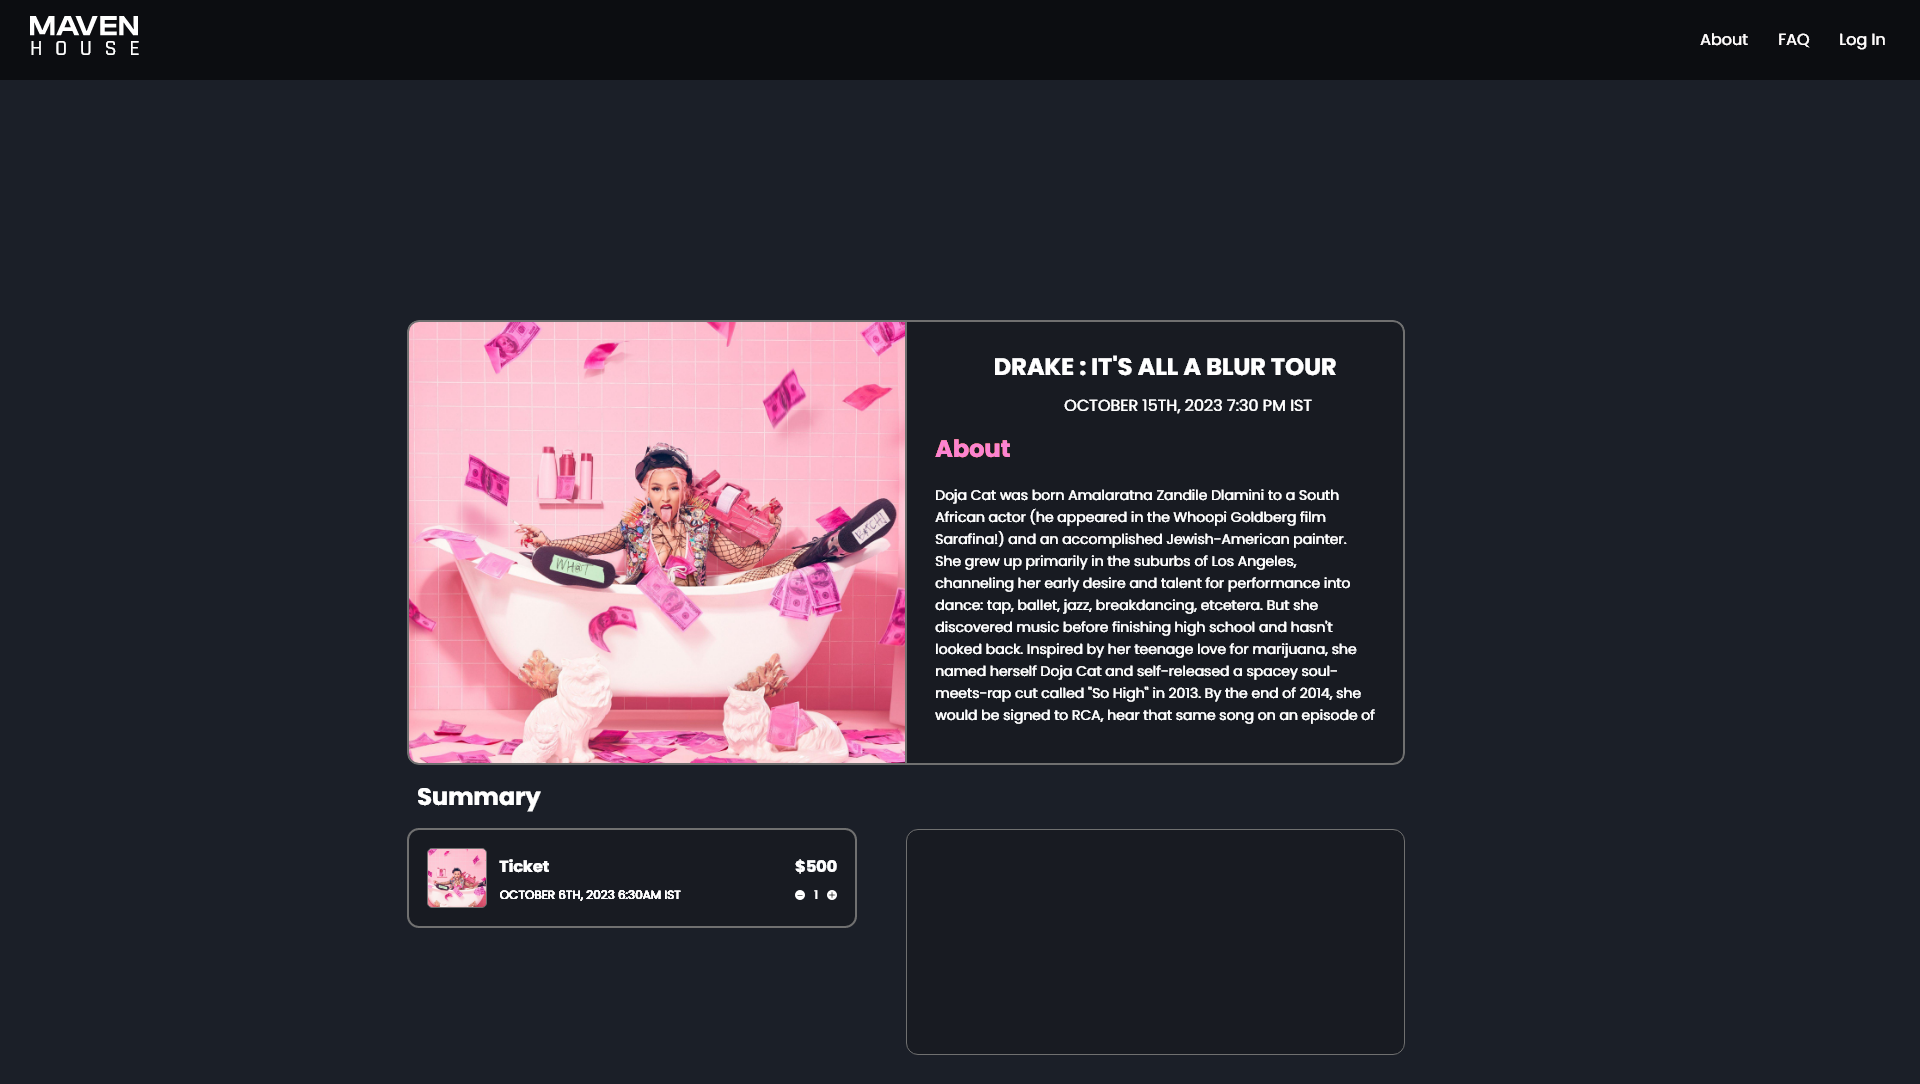 MAVEN
HOUSE
About FAQ Log In
DRAKE : IT'S ALL A BLUR TOUR
OCTOBER 15TH, 2023 7:30 PM IST
About
Doja Cat was born Amalaratna Zandile Dlamini to a South
African actor (he appeared in the Whoopi Goldberg film
Sarafina!) and an accomplished Jewish-American painter.
She grew up primarily in the suburbs of Los Angeles,
channeling her early desire and talent for performance into
dance: tap, ballet, jazz, breakdancing, etcetera. But she
discovered music before finishing high school and hasn't
looked back. Inspired by her teenage love for marijuana, she
named herself Doja Cat and self-released a spacey soul-
meets-rap cut called "So High" in 2013. By the end of 2014, she
would be signed to RCA, hear that same song on an episode of
Summary
Ticket $500
OCTOBER 6TH, 2023 6:30AM IST 1